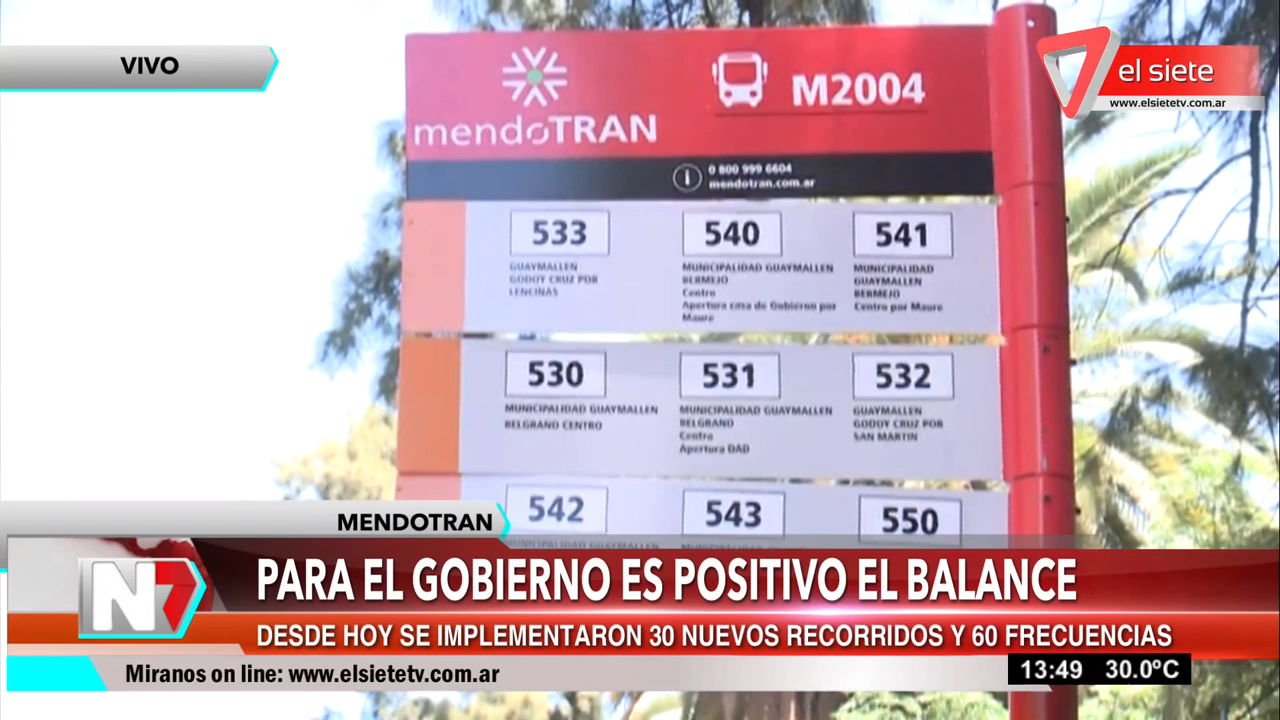 VIVO
el siete
www.elsietetv.com.ar
mendoTRAN
M2004
0 800 999 6604
mendotran.com.ar
533
GUAYMALLEN
GODOY CRUZ POR
LENCINAS
540
MUNICIPALIDAD GUAYMALLEN
BERMEJO
Centro
Apertura casa de Gobierno por
Maure
541
MUNICIPALIDAD
GUAYMALLEN
BERMEJO
Centro por Maure
530
MUNICIPALIDAD GUAYMALLEN
BELGRANO CENTRO
531
MUNICIPALIDAD GUAYMALLEN
BELGRANO
Centro
Apertura DAD
532
GUAYMALLEN
GODOY CRUZ POR
SAN MARTIN
542
MUNICIPALIDAD GUAYMALLEN
543
550
MENDOTRAN
N7
PARA EL GOBIERNO ES POSITIVO EL BALANCE
DESDE HOY SE IMPLEMENTARON 30 NUEVOS RECORRIDOS Y 60 FRECUENCIAS
Miranos on line: www.elsietetv.com.ar
13:49 30.0ºC